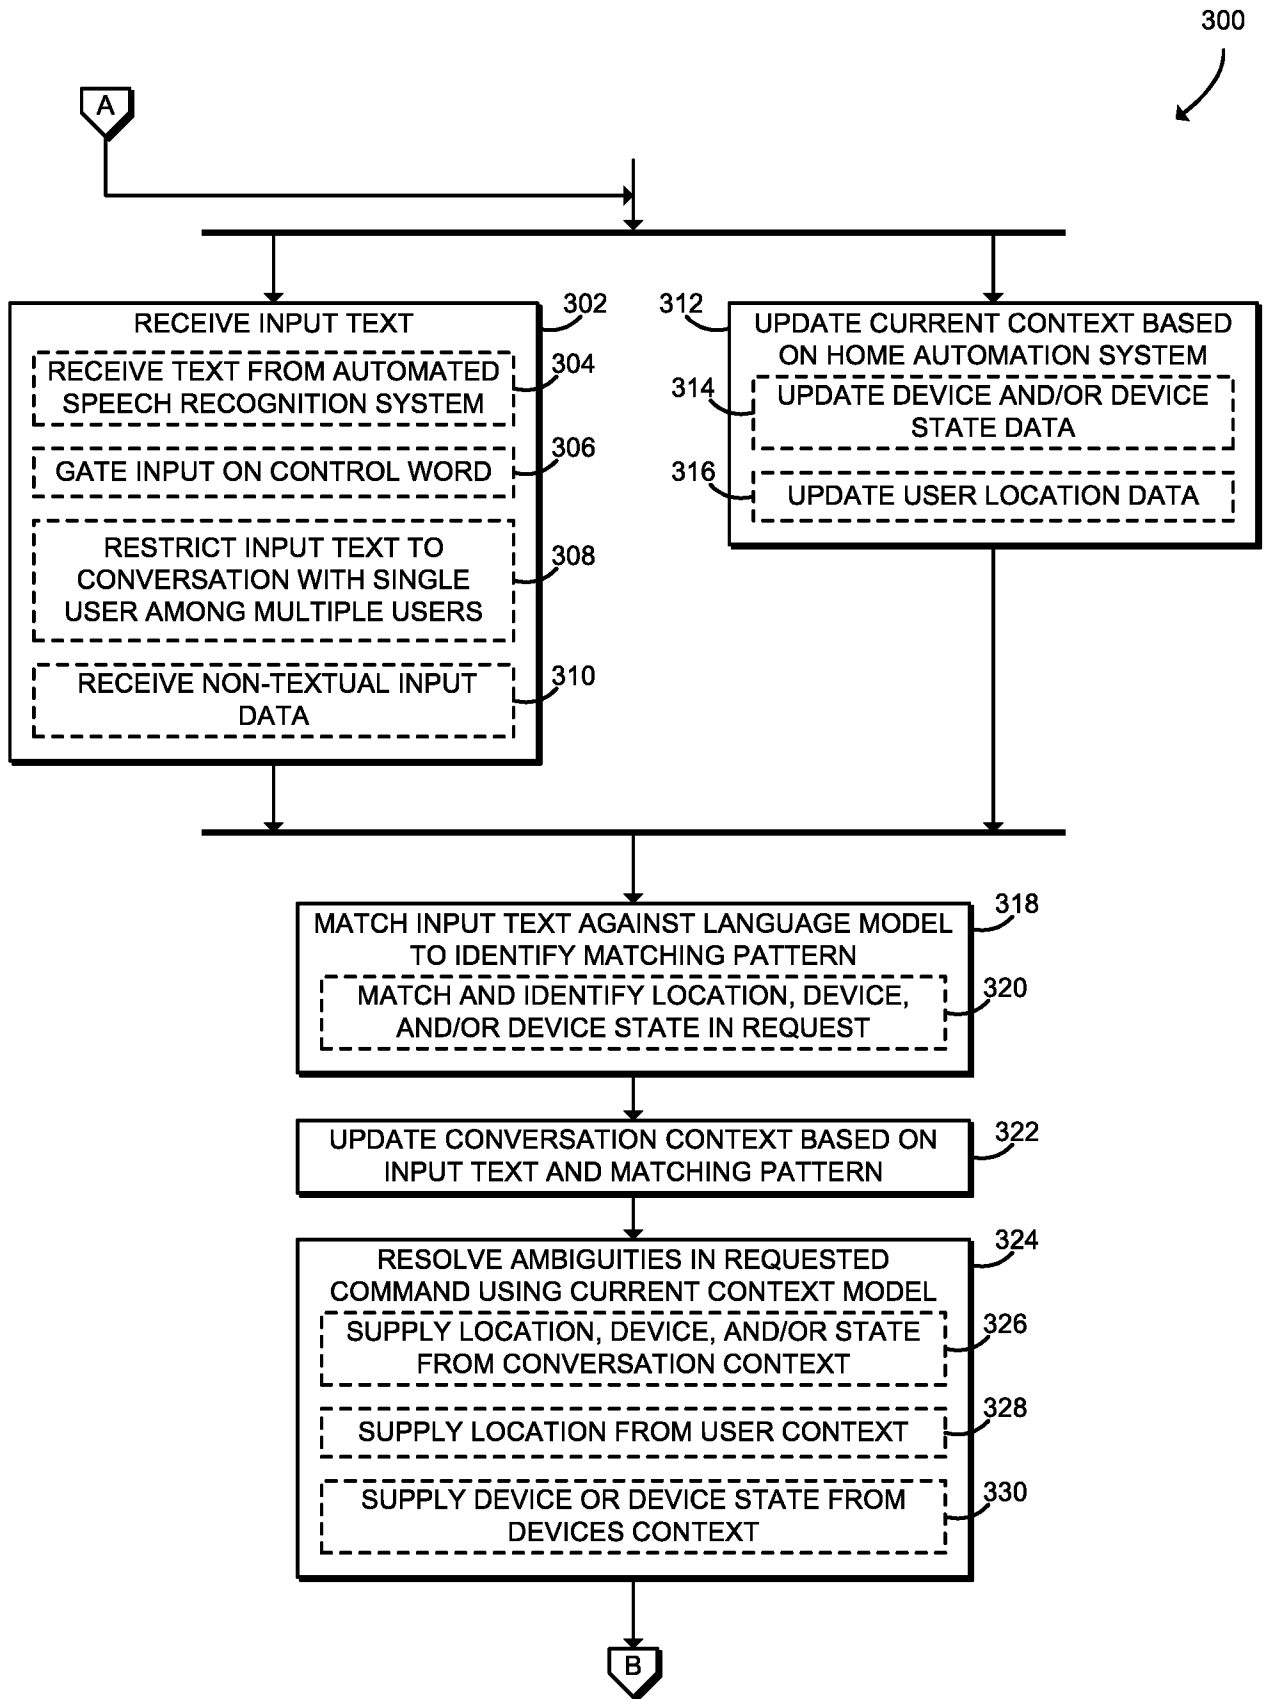 300
A
302
RECEIVE INPUT TEXT
304
RECEIVE TEXT FROM AUTOMATED
SPEECH RECOGNITION SYSTEM
306
GATE INPUT ON CONTROL WORD
308
RESTRICT INPUT TEXT TO
CONVERSATION WITH SINGLE
USER AMONG MULTIPLE USERS
310
RECEIVE NON-TEXTUAL INPUT
DATA
312
UPDATE CURRENT CONTEXT BASED
ON HOME AUTOMATION SYSTEM
314
UPDATE DEVICE AND/OR DEVICE
STATE DATA
316
UPDATE USER LOCATION DATA
318
MATCH INPUT TEXT AGAINST LANGUAGE MODEL
TO IDENTIFY MATCHING PATTERN
320
MATCH AND IDENTIFY LOCATION, DEVICE,
AND/OR DEVICE STATE IN REQUEST
322
UPDATE CONVERSATION CONTEXT BASED ON
INPUT TEXT AND MATCHING PATTERN
324
RESOLVE AMBIGUITIES IN REQUESTED
COMMAND USING CURRENT CONTEXT MODEL
326
SUPPLY LOCATION, DEVICE, AND/OR STATE
FROM CONVERSATION CONTEXT
328
SUPPLY LOCATION FROM USER CONTEXT
330
SUPPLY DEVICE OR DEVICE STATE FROM
DEVICES CONTEXT
B